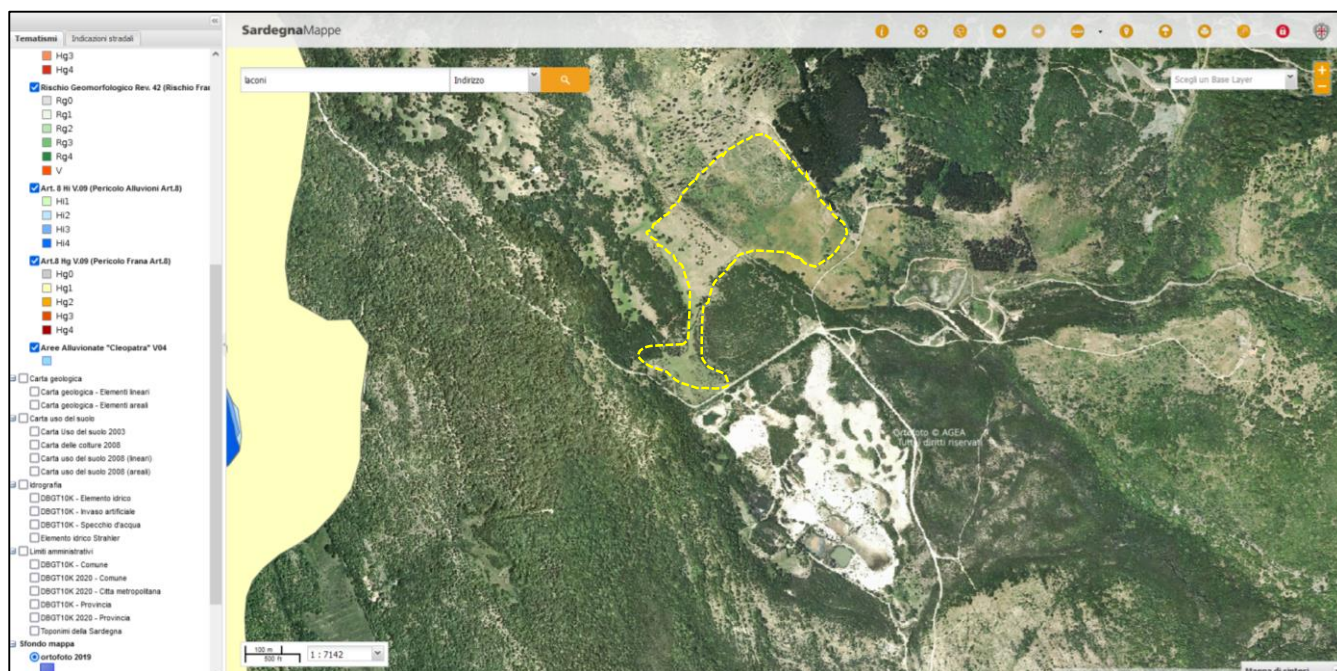 SardegnaMappe
Tematismi
Indicazioni stradali
Hg3
Hg4
Rischio Geomorfologico Rev. 42 (Rischio Fra
Rg0
Rg1
Rg2
Rg3
Rg4
V
Art. 8 Hi V.09 (Pericolo Alluvioni Art.8)
Hi1
Hi2
Hi3
Hi4
Art.8 Hg V.09 (Pericolo Frana Art.8)
Hg0
Hg1
Hg2
Hg3
Hg4
Aree Alluvionate "Cleopatra" V04
Carta geologica
Carta geologica - Elementi lineari
Carta geologica - Elementi areali
Carta uso del suolo
Carta Uso del suolo 2003
Carta delle colture 2008
Carta uso del suolo 2008 (lineari)
Carta uso del suolo 2008 (areali)
Idrografia
DBGT10K - Elemento idrico
DBGT10K - Invaso artificiale
DBGT10K - Specchio d'acqua
Elemento idrico Strahler
Limiti amministrativi
DBGT10K - Comune
DBGT10K 2020 - Comune
DBGT10K 2020 - Citta metropolitana
DBGT10K - Provincia
DBGT10K 2020 - Provincia
Toponimi della Sardegna
Sfondo mappa
ortofoto 2019
laconi
Indirizzo
Scegli un Base Layer
+
−
Ortofoto © AGEA
Tutti i diritti riservati
100 m
500 ft
1 : 7142
Mappa di sintesi